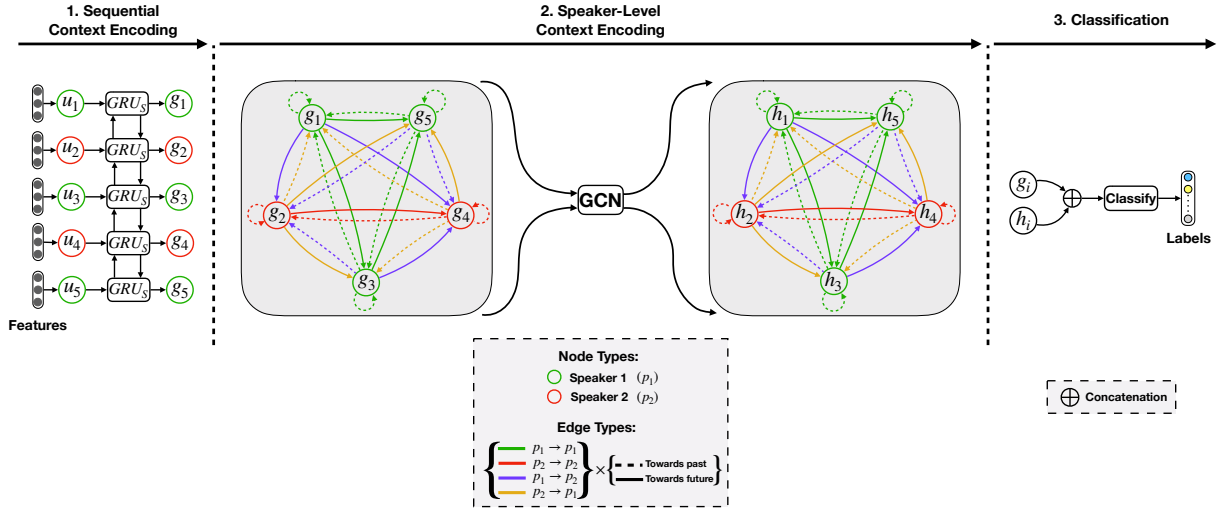 1. Sequential
Context Encoding
2. Speaker-Level
Context Encoding
3. Classification
u1 GRUS g1
u2 GRUS g2
u3 GRUS g3
u4 GRUS g4
u5 GRUS g5
Features
g1 g5
g2 g4
g3
GCN
h1 h5
h2 h4
h3
gi
hi
Classify
Labels
Node Types:
Speaker 1 (p1)
Speaker 2 (p2)
Edge Types:
p1 → p1
p2 → p2
p1 → p2
p2 → p1
×
Towards past
Towards future
Concatenation